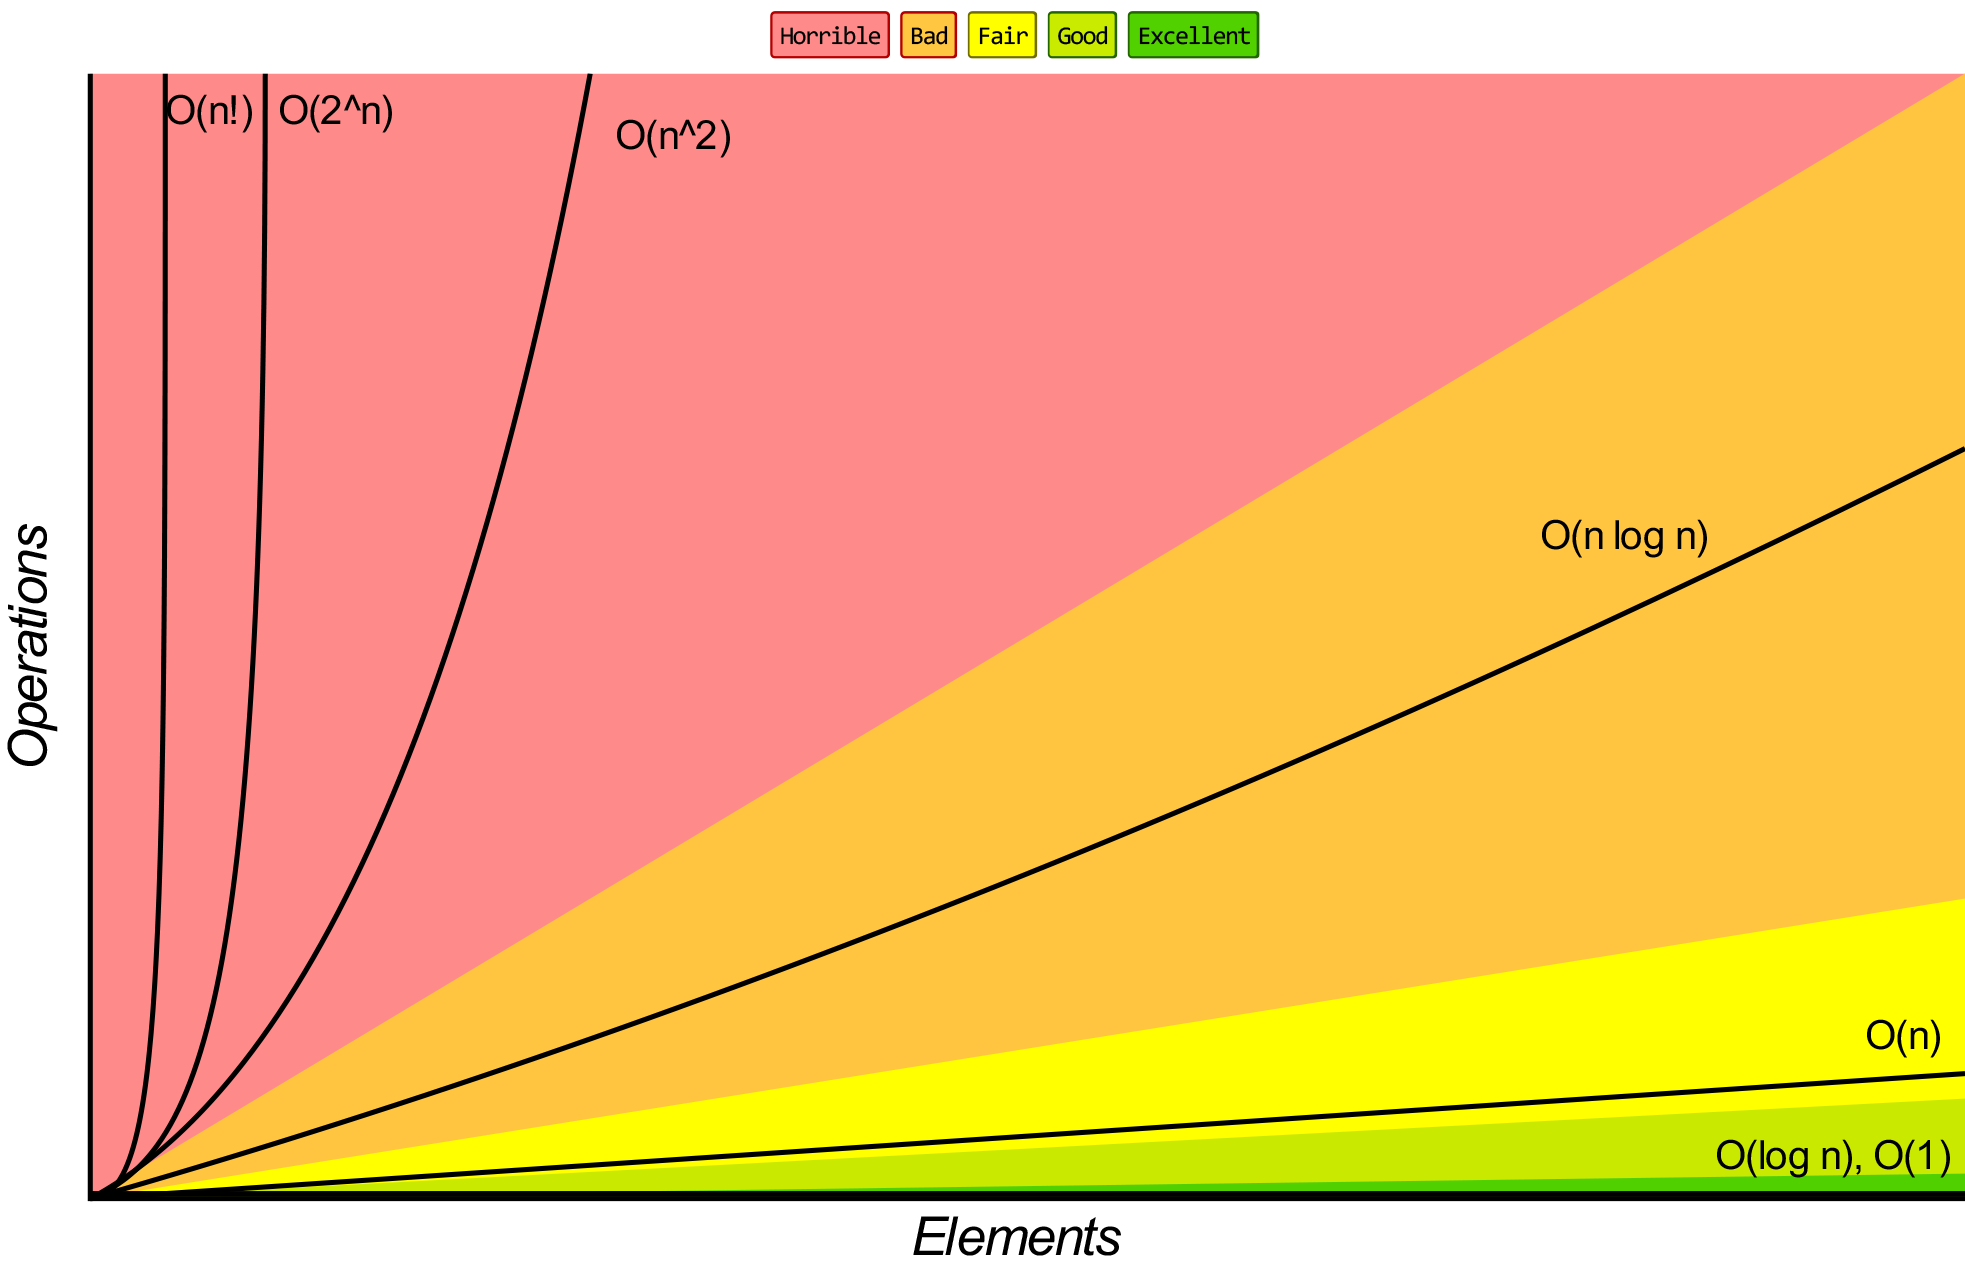 Horrible Bad Fair Good Excellent
O(n!) O(2^n)
O(n^2)
O(n log n)
Operations
O(n)
O(log n), O(1)
Elements